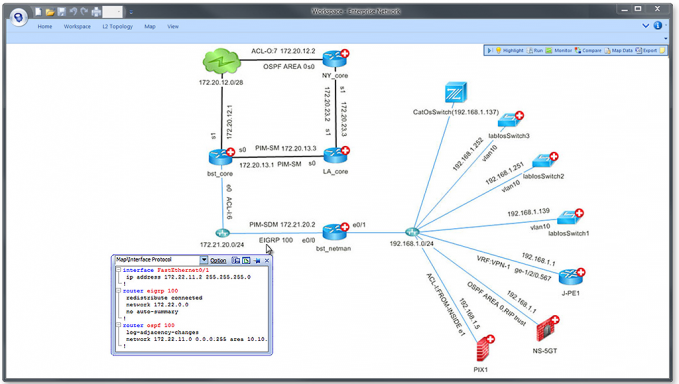 Workspace - Enterprise Network
Home Workspace L2 Topology Map View
Highlight Run Monitor Compare Map Data Export
ACL-O:7 172.20.12.2
OSPF AREA 0 s0
NY_core
172.20.12.0/28
172.20.12.1
s1
s1
172.20.23.2
172.20.23.3
s1
CatOsSwitch(192.168.1.137)
lablosSwitch3
192.168.1.252
vlan10
PIM-SM 172.20.13.3
s0
172.20.13.1 PIM-SM s0
bst_core
LA_core
192.168.1.251
vlan10
lablosSwitch2
e0 ACL-I:6
192.168.1.139
vlan10
lablosSwitch1
PIM-SDM 172.21.20.2
e0/1
172.21.20.0/24
EIGRP 100 e0/0
bst_netman
192.168.1.0/24
192.168.1.1
VRF:VPN-1 ge-1/2/0.567
J-PE1
192.168.1.1
OSPF AREA 0,RIP trust
NS-5GT
192.168.1.5
ACL-I:FROM-INSIDE e1
PIX1
Map\Interface Protocol Option
interface FastEthernet0/1
ip address 172.22.11.2 255.255.255.0
!
router eigrp 100
redistribute connected
network 172.22.0.0
no auto-summary
!
router ospf 100
log-adjacency-changes
network 172.22.11.0 0.0.0.255 area 10.10.
!